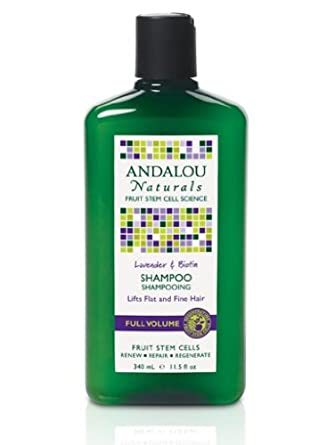 ANDALOU
Naturals
FRUIT STEM CELL SCIENCE
Lavender & Biotin
SHAMPOO
SHAMPOOING
Lifts Flat and Fine Hair
FULL VOLUME
FRUIT STEM CELLS
RENEW • REPAIR • REGENERATE
340 mL ℮ 11.5 fl oz